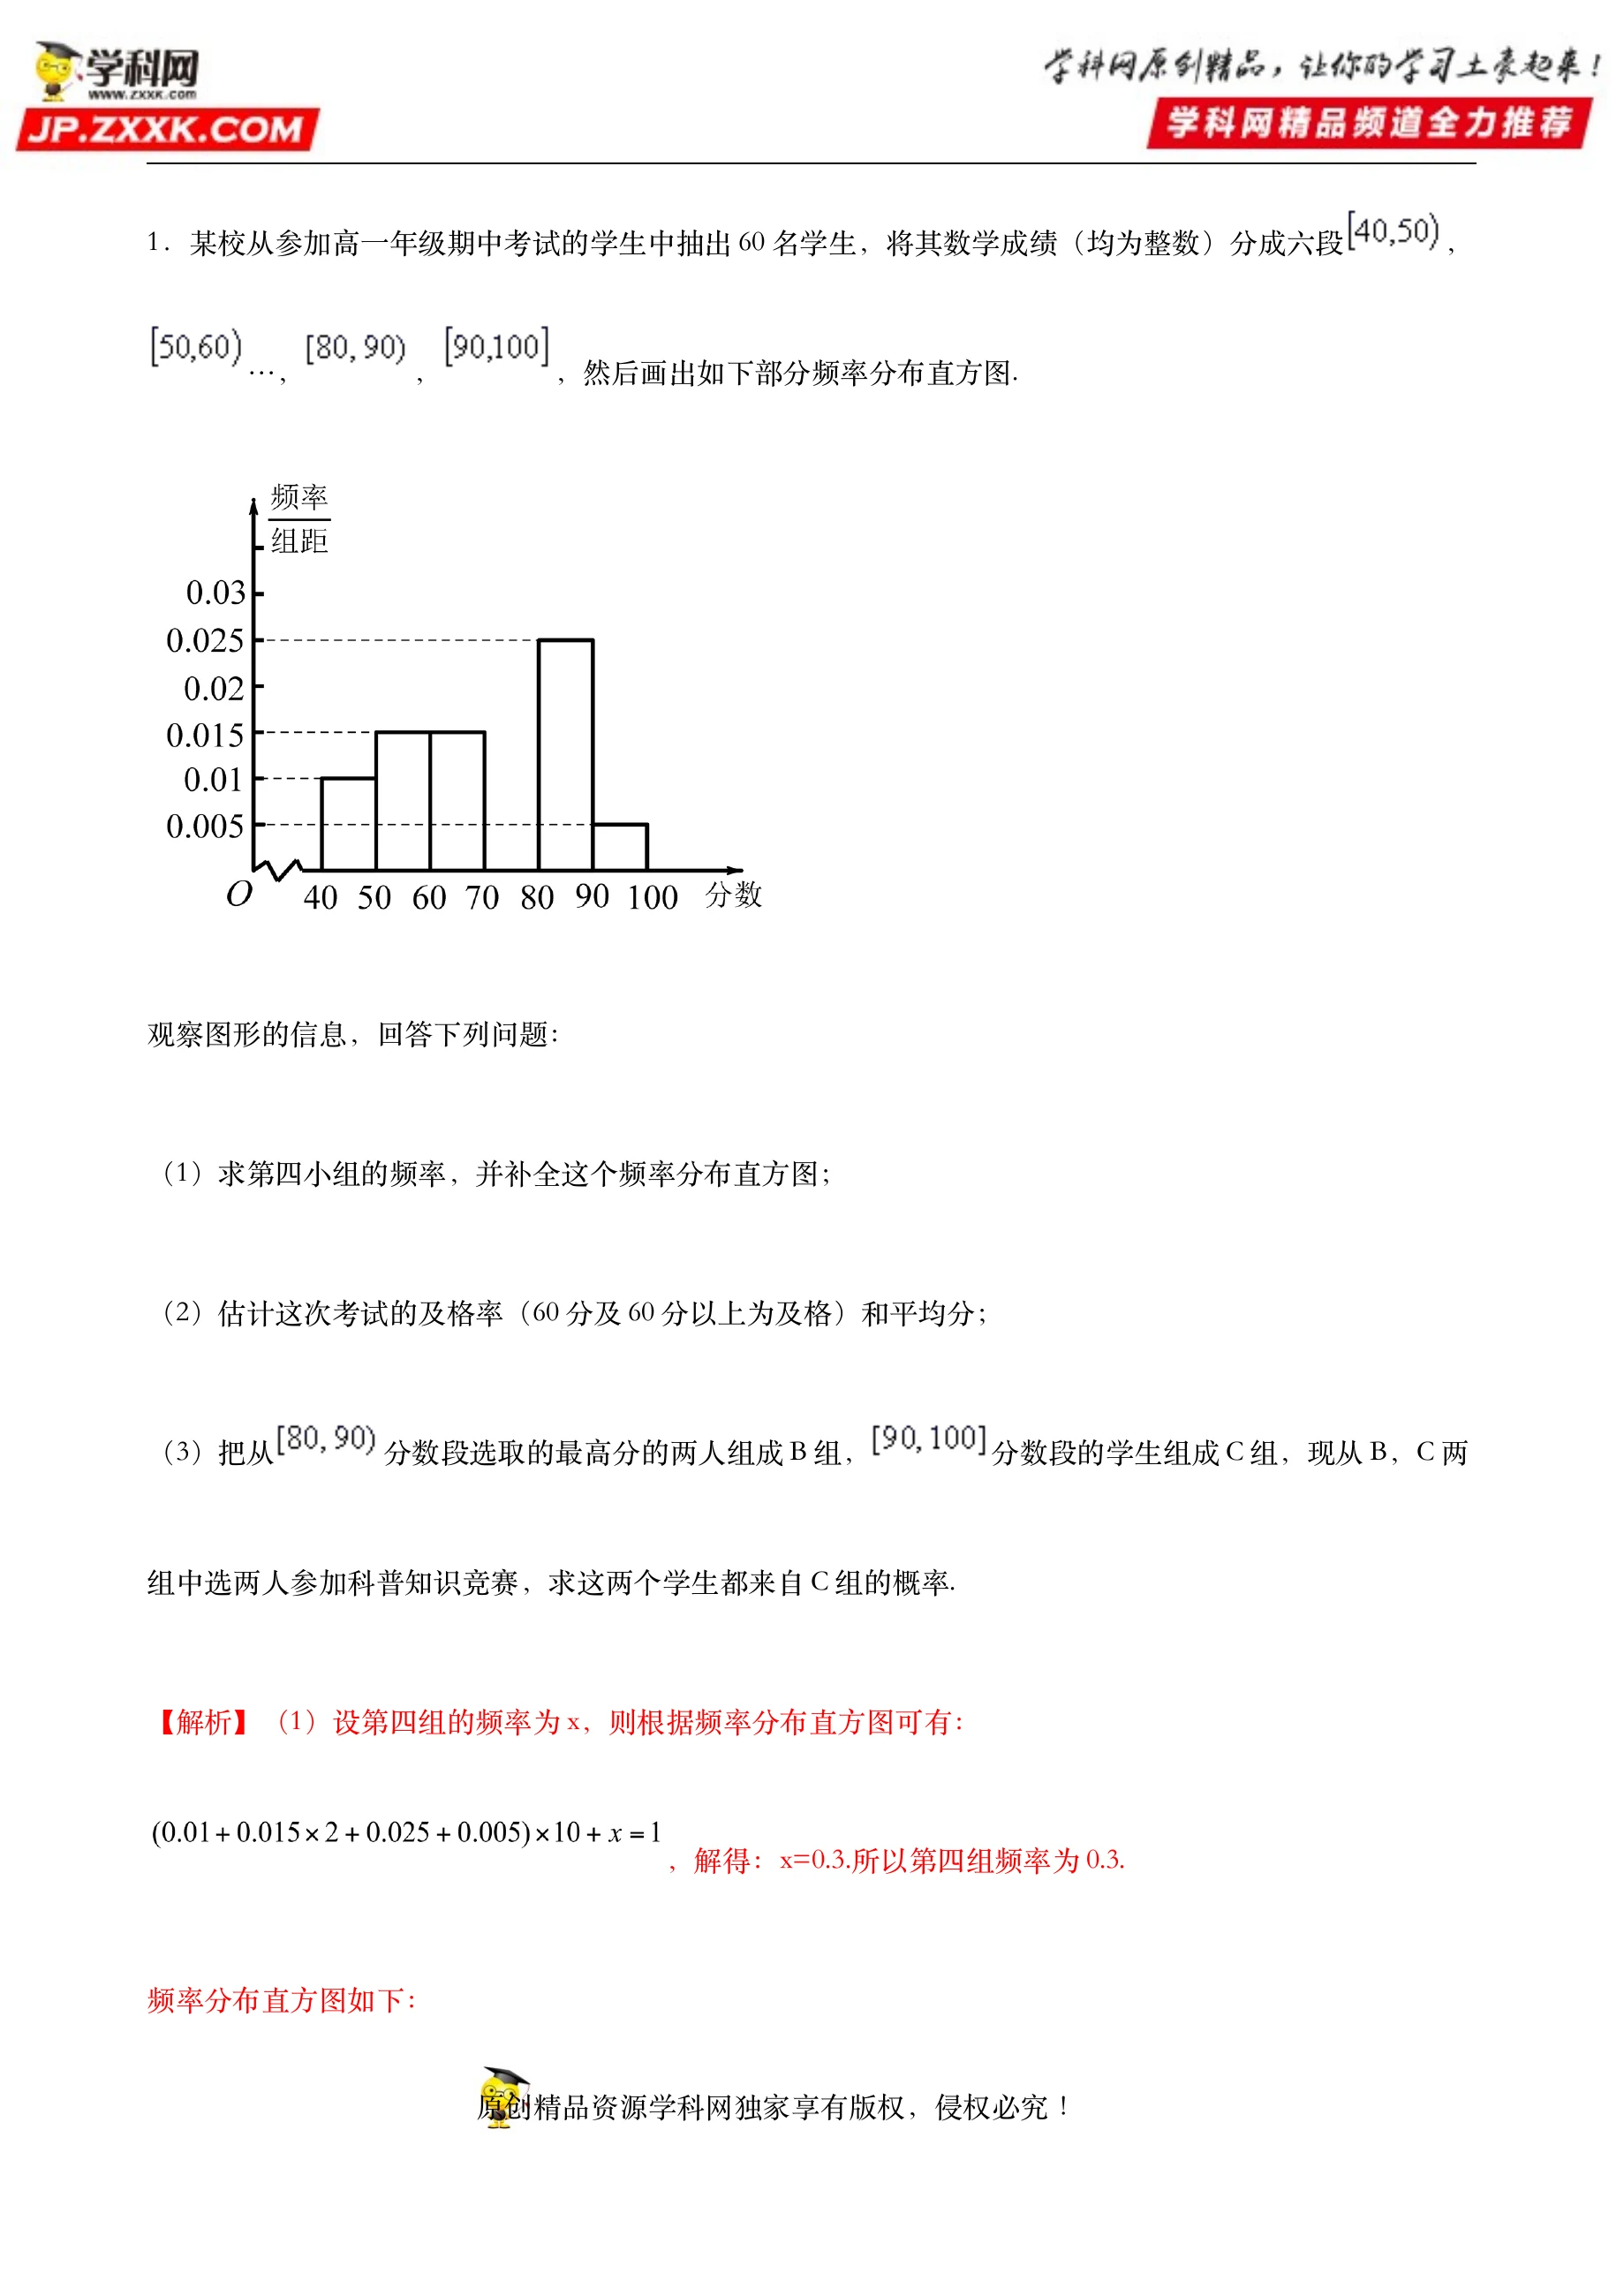 学科网
www.zxxk.com
JP.ZXXK.COM
学科网原创精品，让你的学习土豪起来！
学科网精品频道全力推荐
1．某校从参加高一年级期中考试的学生中抽出 60 名学生，将其数学成绩（均为整数）分成六段[40,50)，
[50,60)…，[80, 90)，[90,100]，然后画出如下部分频率分布直方图.
频率
组距
0.03
0.025
0.02
0.015
0.01
0.005
O 40 50 60 70 80 90 100 分数
观察图形的信息，回答下列问题：
（1）求第四小组的频率，并补全这个频率分布直方图；
（2）估计这次考试的及格率（60 分及 60 分以上为及格）和平均分；
（3）把从[80, 90)分数段选取的最高分的两人组成 B 组，[90, 100]分数段的学生组成 C 组，现从 B，C 两
组中选两人参加科普知识竞赛，求这两个学生都来自 C 组的概率.
【解析】（1）设第四组的频率为 x，则根据频率分布直方图可有：
(0.01+0.015×2+0.025+0.005)×10+x=1，解得：x=0.3.所以第四组频率为 0.3.
频率分布直方图如下：
原创精品资源学科网独家享有版权，侵权必究！